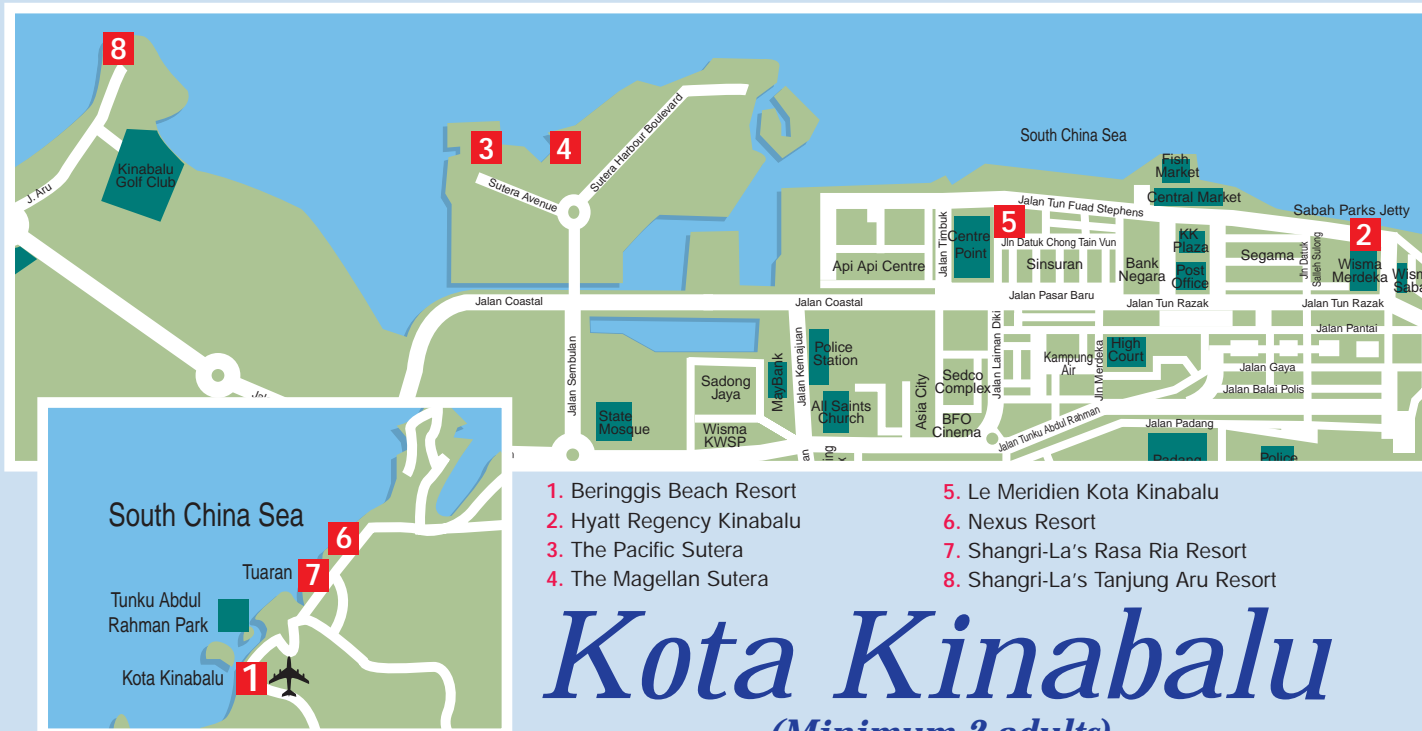 8
Kinabalu
Golf Club
J. Aru
3
4
Sutera Avenue
Sutera Harbour Boulevard
South China Sea
Fish
Market
Central Market
Sabah Parks Jetty
Jalan Tun Fuad Stephens
5
2
Jalan Timbuk
Centre
Point
Jln Datuk Chong Tain Vun
KK
Plaza
Api Api Centre
Sinsuran
Bank
Negara
Post
Office
Segama
Jln Datuk
Salleh Sulong
Wisma
Merdeka
Jalan Coastal
Jalan Coastal
Jalan Pasar Baru
Jalan Tun Razak
Jalan Tun Razak
Jalan Pantai
Jalan Sembulan
Sadong
Jaya
MayBank
Jalan Kemajuan
Police
Station
Sedco
Complex
Jalan Laiman Diki
Kampung
Air
Jln Merdeka
High
Court
Jalan Gaya
Jalan Balai Polis
State
Mosque
Wisma
KWSP
All Saints
Church
Asia City
BFO
Cinema
Jalan Tunku Abdul Rahman
Jalan Padang
Padang
Police
South China Sea
6
Tuaran
7
Tunku Abdul
Rahman Park
Kota Kinabalu
1
1. Beringgis Beach Resort
2. Hyatt Regency Kinabalu
3. The Pacific Sutera
4. The Magellan Sutera
5. Le Meridien Kota Kinabalu
6. Nexus Resort
7. Shangri-La's Rasa Ria Resort
8. Shangri-La's Tanjung Aru Resort
Kota Kinabalu
(Minimum 2 adults)